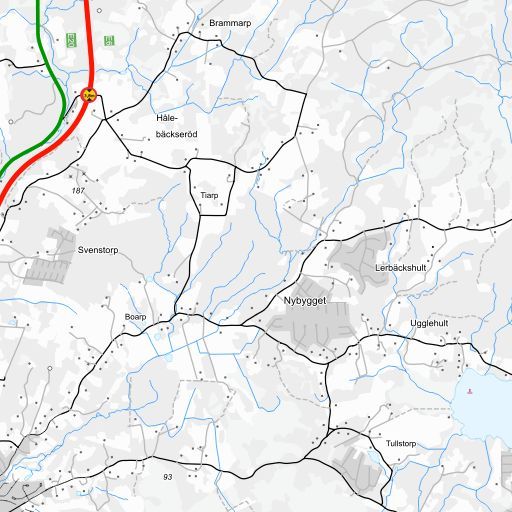 Brammarp
Håle-
bäckseröd
187
Tiarp
Svenstorp
Lerbäckshult
Nybygget
Boarp
Ugglehult
Tullstorp
93